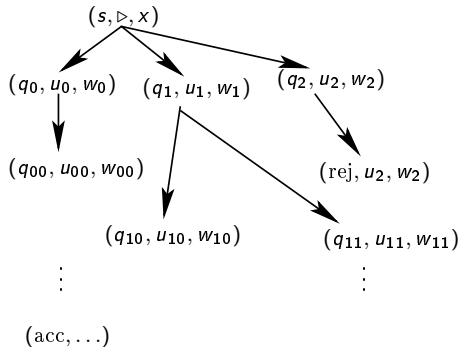 (s, ▷, x)
(q₀, u₀, w₀) (q₁, u₁, w₁) (q₂, u₂, w₂)
(q₀₀, u₀₀, w₀₀) (rej, u₂, w₂)
(q₁₀, u₁₀, w₁₀) (q₁₁, u₁₁, w₁₁)
⋮ ⋮
(acc, …)